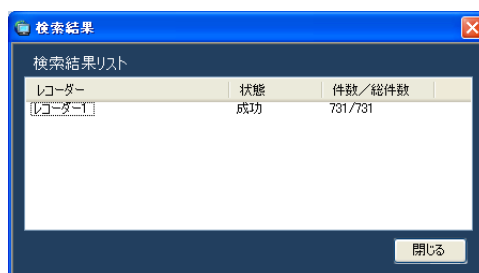 検索結果
検索結果リスト
レコーダー 状態 件数／総件数
レコーダー1 成功 731/731
閉じる